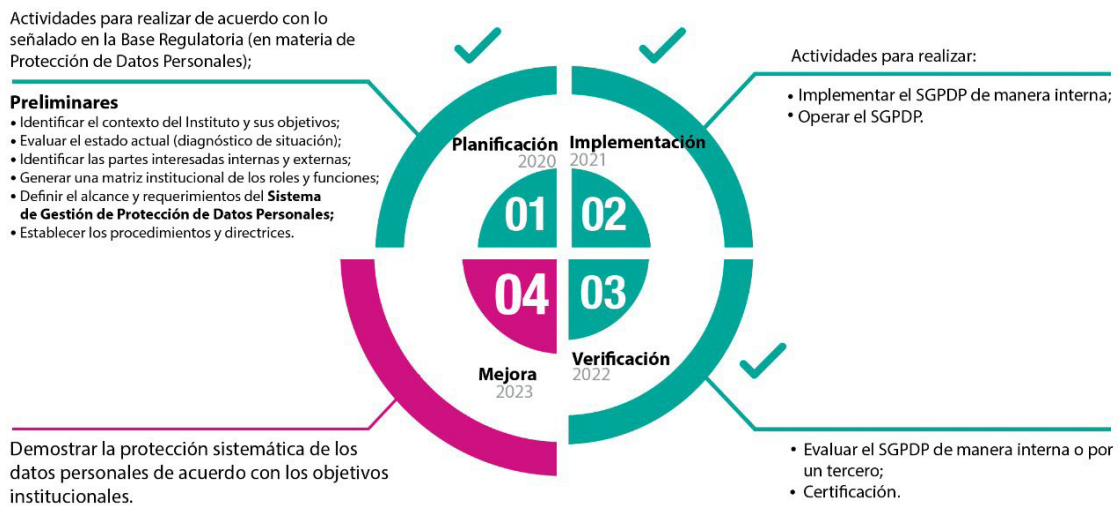 Actividades para realizar de acuerdo con lo
señalado en la Base Regulatoria (en materia de
Protección de Datos Personales);
Preliminares
• Identificar el contexto del Instituto y sus objetivos;
• Evaluar el estado actual (diagnóstico de situación);
• Identificar las partes interesadas internas y externas;
• Generar una matriz institucional de los roles y funciones;
• Definir el alcance y requerimientos del Sistema
de Gestión de Protección de Datos Personales;
• Establecer los procedimientos y directrices.
Planificación
2020
01
Implementación
2021
02
Actividades para realizar:
• Implementar el SGPDP de manera interna;
• Operar el SGPDP.
04
Mejora
2023
03
Verificación
2022
Demostrar la protección sistemática de los
datos personales de acuerdo con los objetivos
institucionales.
• Evaluar el SGPDP de manera interna o por
un tercero;
• Certificación.